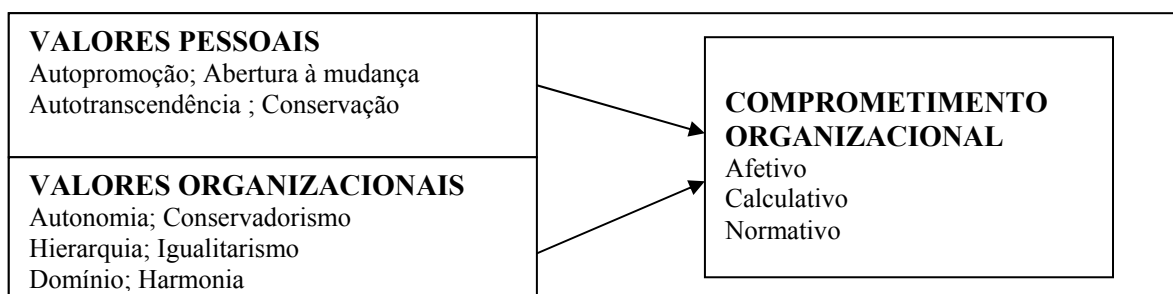 VALORES PESSOAIS
Autopromoção; Abertura à mudança
Autotranscendência ; Conservação
VALORES ORGANIZACIONAIS
Autonomia; Conservadorismo
Hierarquia; Igualitarismo
Domínio; Harmonia
COMPROMETIMENTO
ORGANIZACIONAL
Afetivo
Calculativo
Normativo